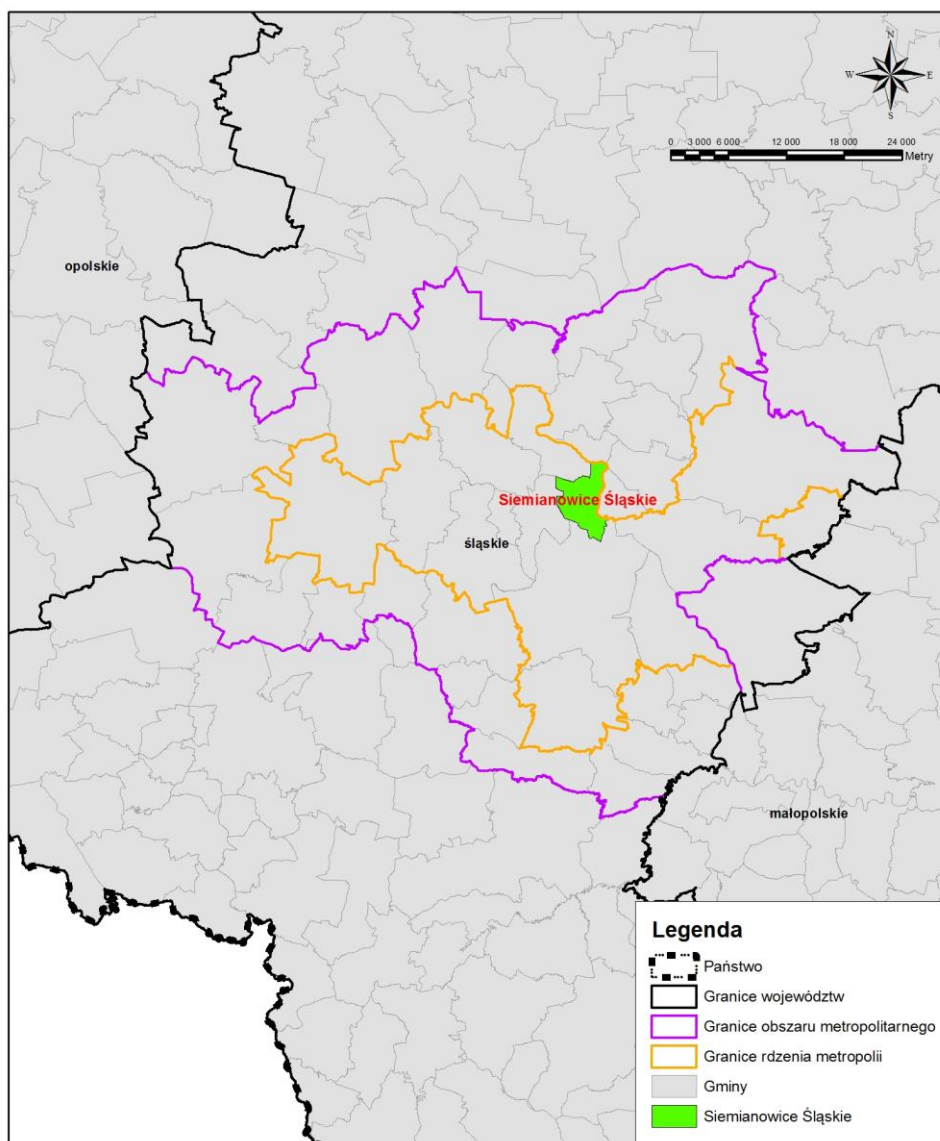 N
W E
S
0 3 000 6 000 12 000 18 000 24 000
Metry
opolskie
Siemianowice Śląskie
śląskie
małopolskie
Legenda
Państwo
Granice województw
Granice obszaru metropolitarnego
Granice rdzenia metropolii
Gminy
Siemianowice Śląskie